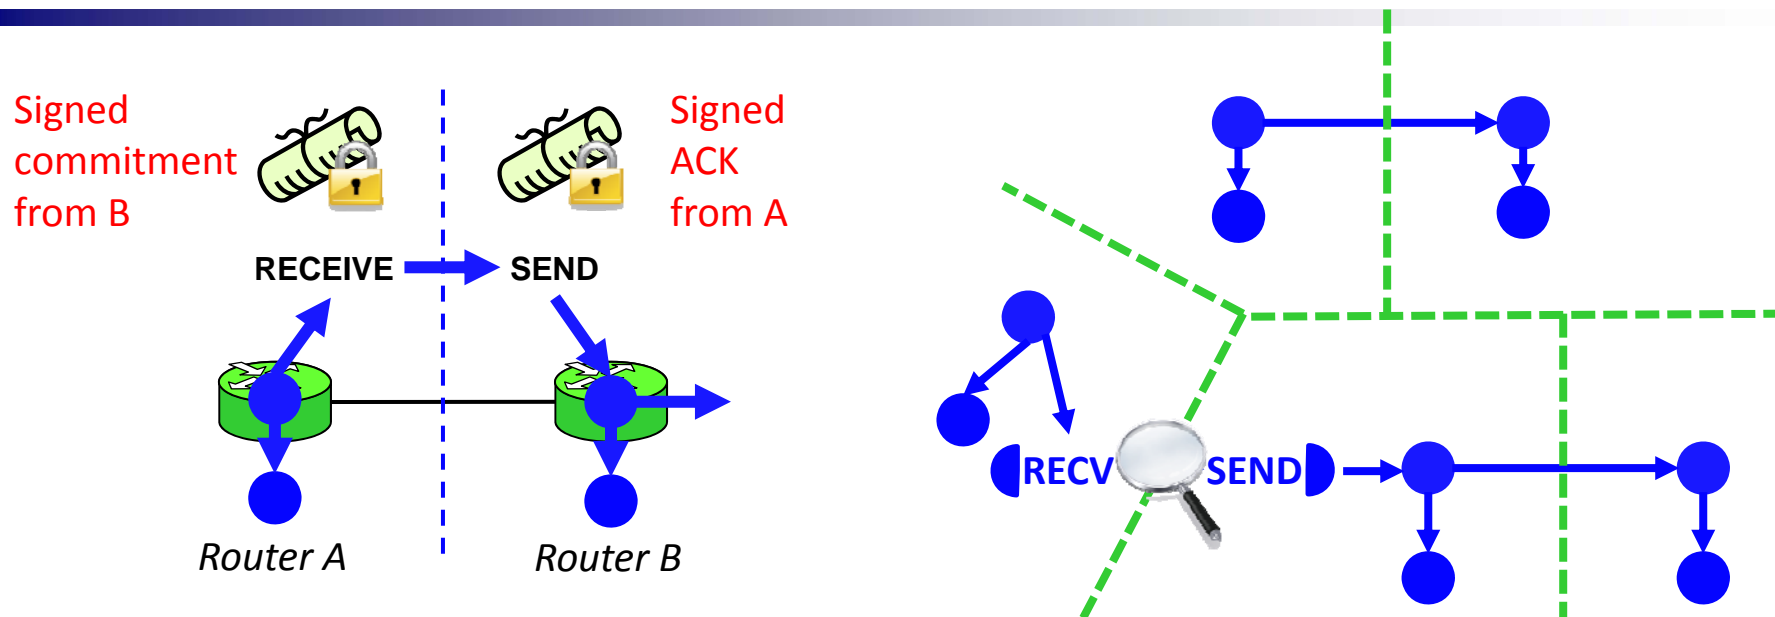 Signed
commitment
from B
Signed
ACK
from A
RECEIVE
SEND
Router A
Router B
RECV
SEND